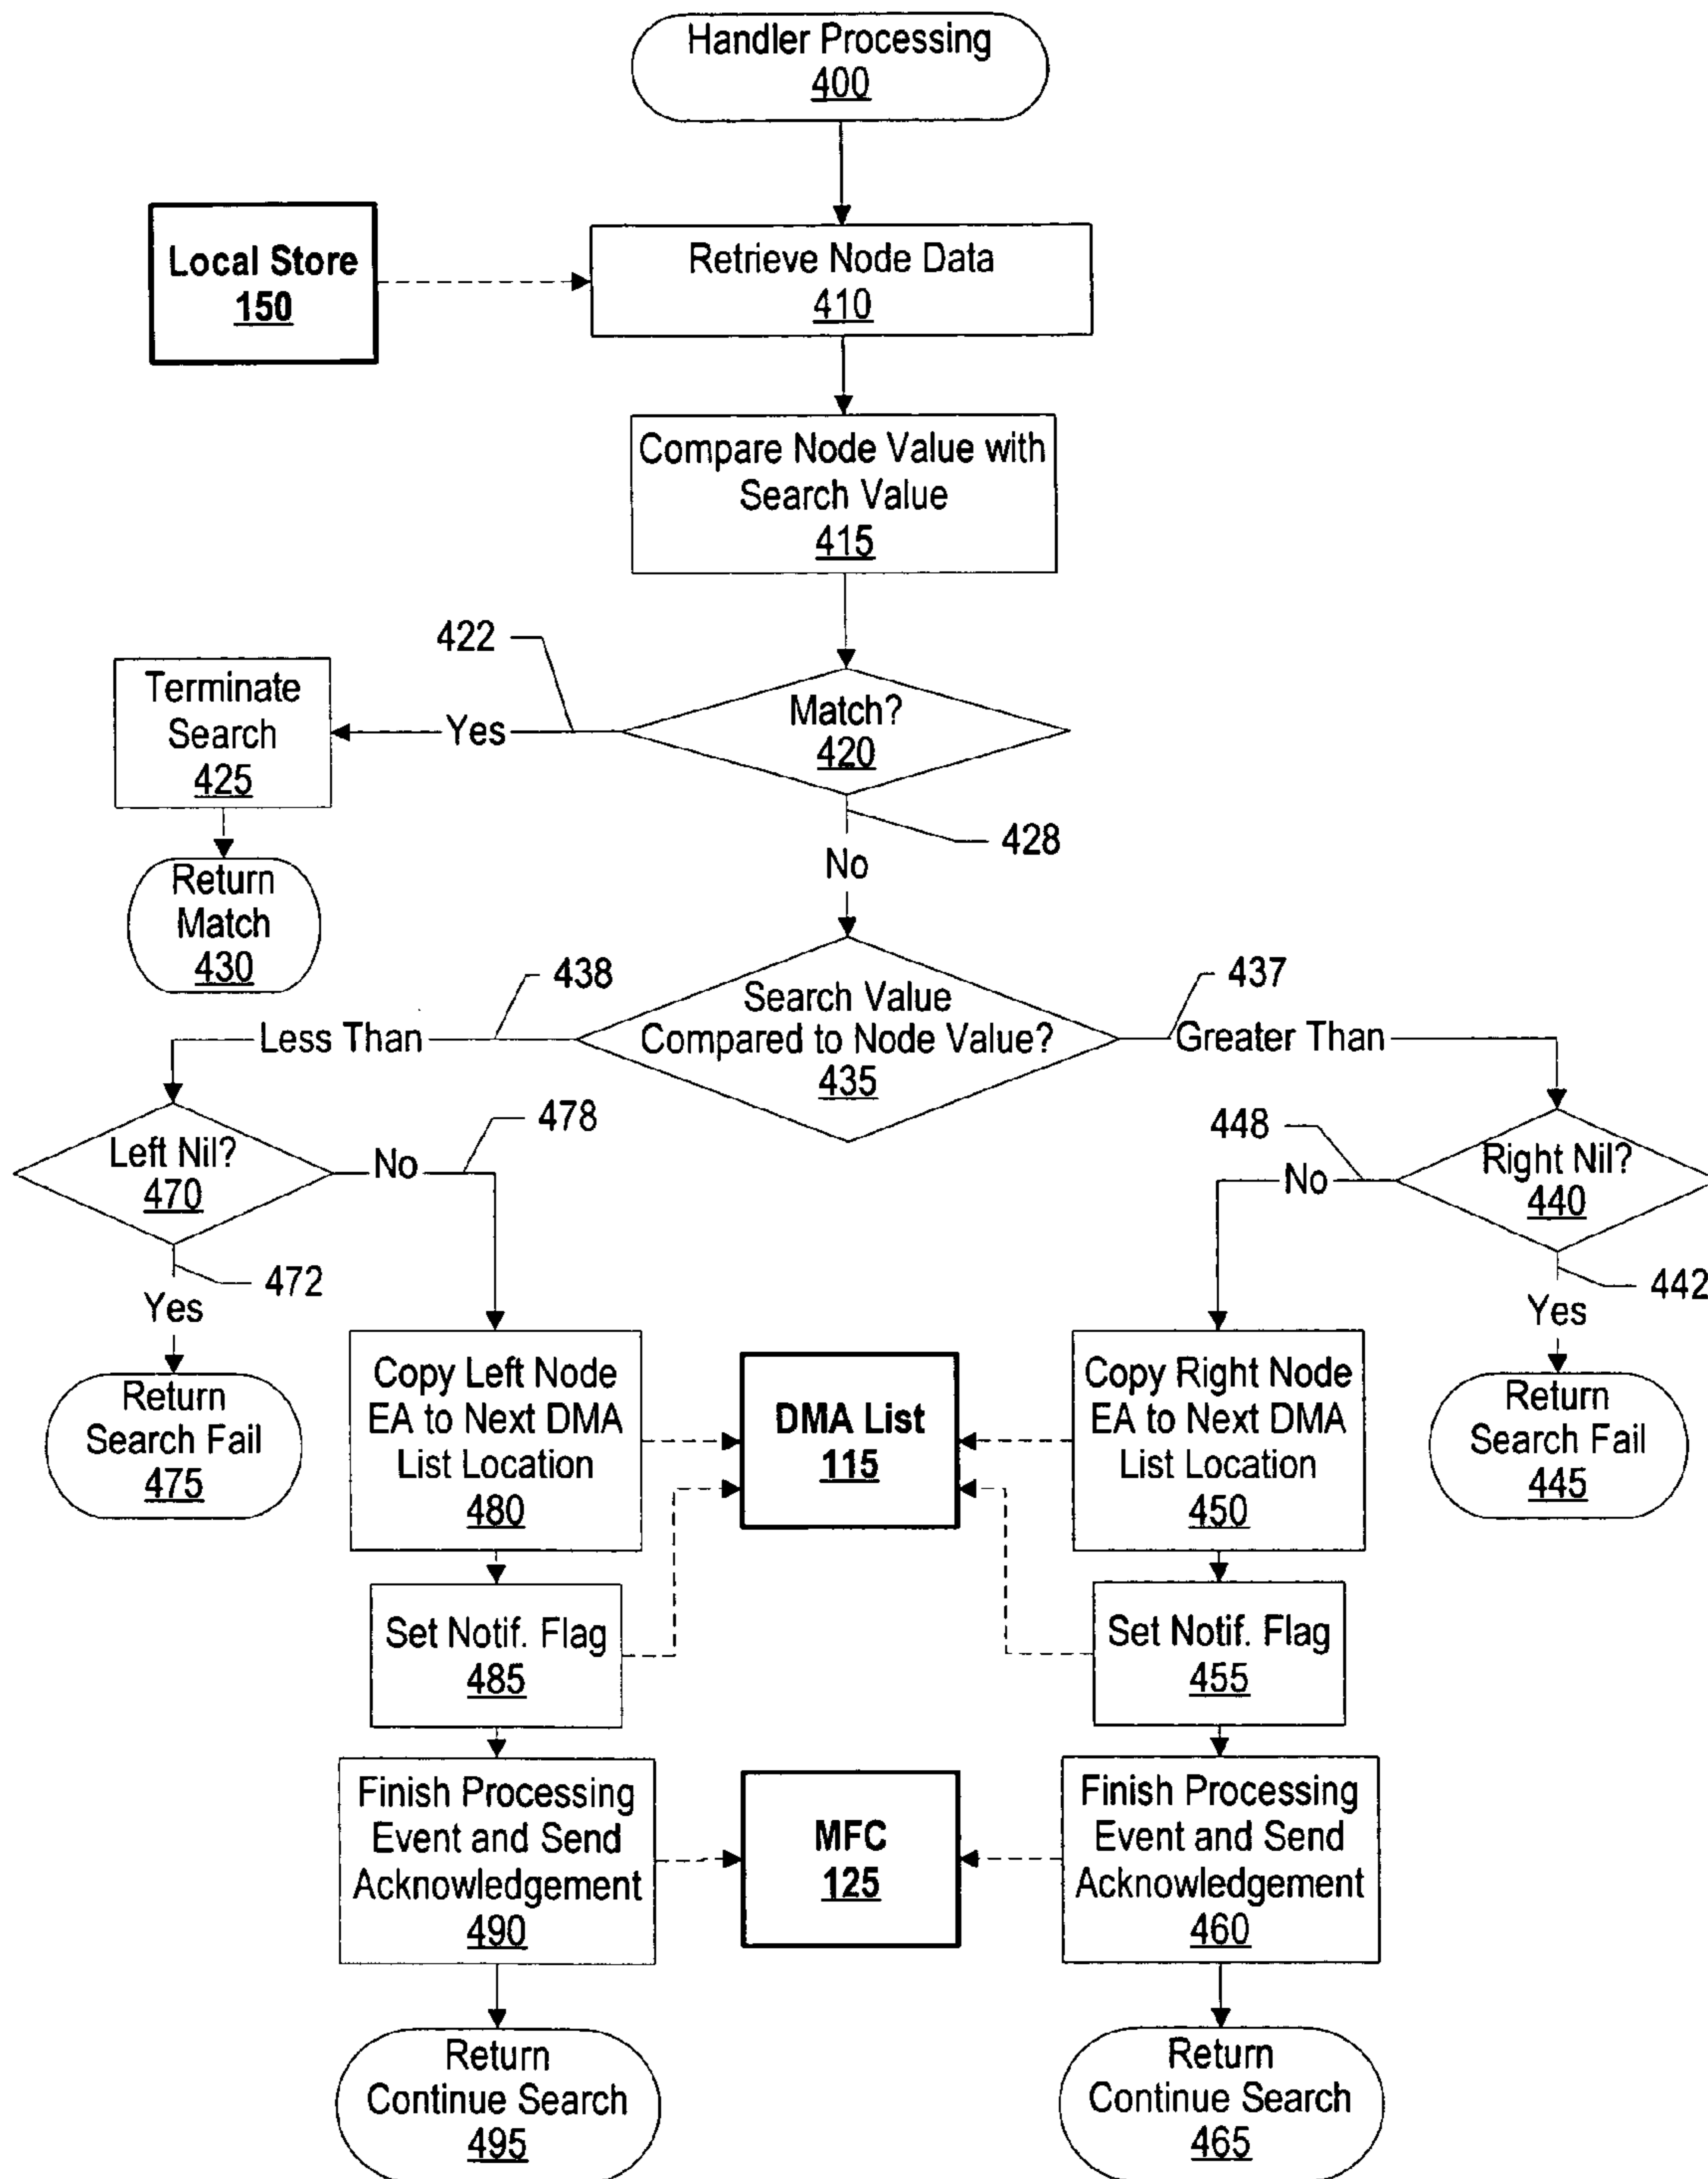 Handler Processing
400
Local Store
150
Retrieve Node Data
410
Compare Node Value with
Search Value
415
422
Terminate
Search
425
Yes
Match?
420
428
No
Return
Match
430
438
437
Search Value
Compared to Node Value?
435
Less Than
Greater Than
478
448
Left Nil?
470
No
No
Right Nil?
440
472
442
Yes
Yes
Return
Search Fail
475
Copy Left Node
EA to Next DMA
List Location
480
DMA List
115
Copy Right Node
EA to Next DMA
List Location
450
Return
Search Fail
445
Set Notif. Flag
485
Set Notif. Flag
455
Finish Processing
Event and Send
Acknowledgement
490
MFC
125
Finish Processing
Event and Send
Acknowledgement
460
Return
Continue Search
495
Return
Continue Search
465